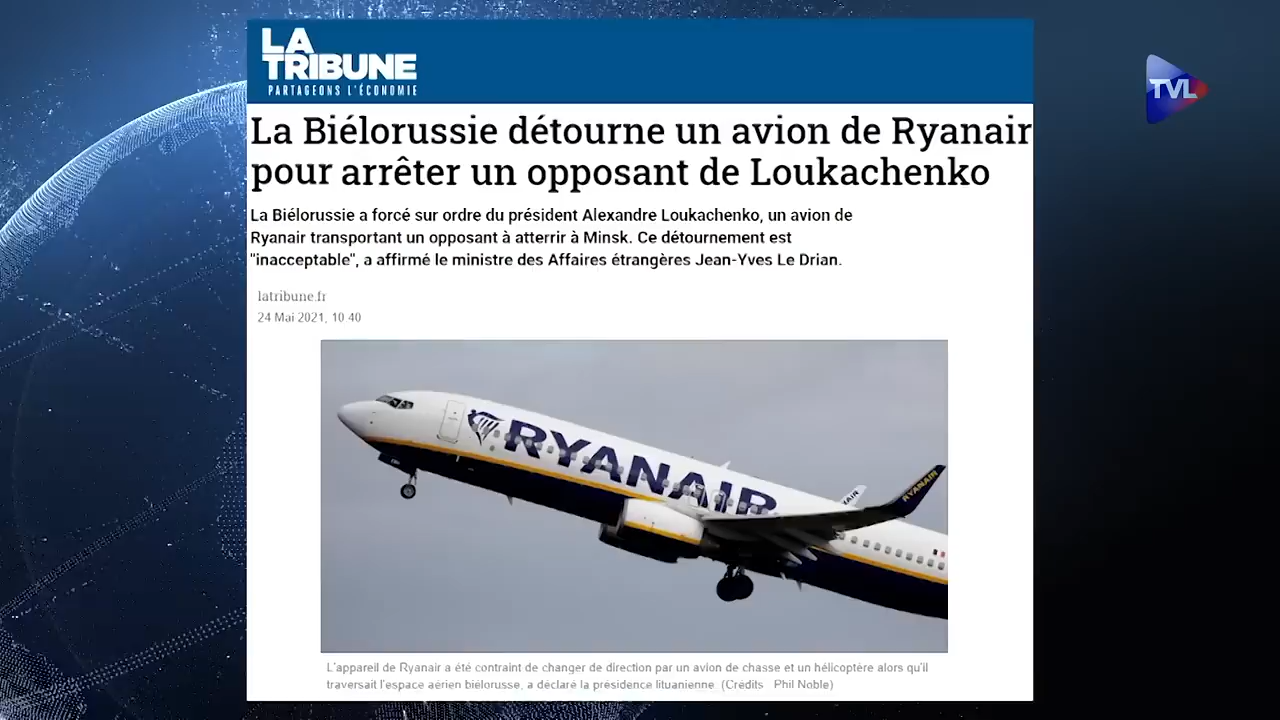 LA
TRIBUNE
PARTAGEONS L'ÉCONOMIE
TVL
La Biélorussie détourne un avion de Ryanair
pour arrêter un opposant de Loukachenko
La Biélorussie a forcé sur ordre du président Alexandre Loukachenko, un avion de
Ryanair transportant un opposant à atterrir à Minsk. Ce détournement est
"inacceptable", a affirmé le ministre des Affaires étrangères Jean-Yves Le Drian.
latribune.fr
24 Mai 2021, 10:40
RYANAIR
RYANAIR
L'appareil de Ryanair a été contraint de changer de direction par un avion de chasse et un hélicoptère alors qu'il
traversait l'espace aérien biélorusse, a déclaré la présidence lituanienne. (Crédits : Phil Noble)